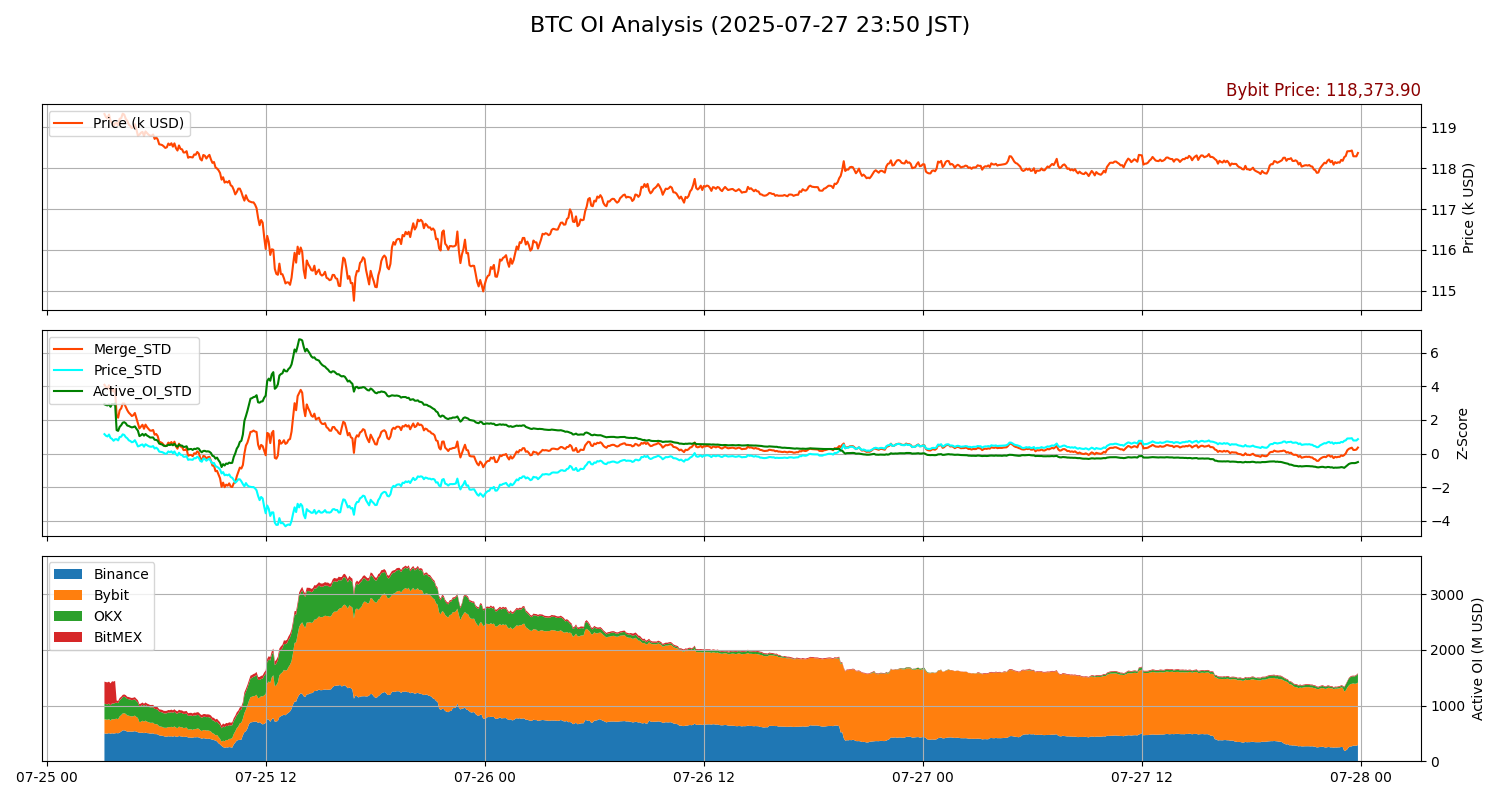 BTC OI Analysis (2025-07-27 23:50 JST)
Bybit Price: 118,373.90
Price (k USD)
119
118
117
116
115
Price (k USD)
Merge_STD
Price_STD
Active_OI_STD
6
4
2
0
−2
−4
Z-Score
Binance
Bybit
OKX
BitMEX
3000
2000
1000
0
Active OI (M USD)
07-25 00
07-25 12
07-26 00
07-26 12
07-27 00
07-27 12
07-28 00